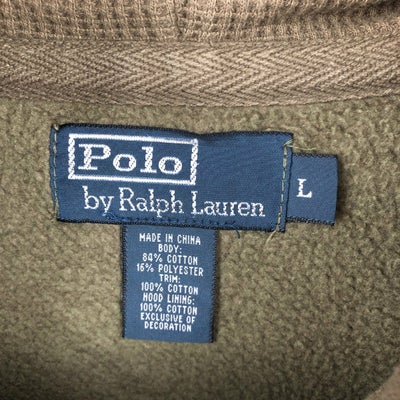 Polo
by Ralph Lauren
L
MADE IN CHINA
BODY:
84% COTTON
16% POLYESTER
TRIM:
100% COTTON
HOOD LINING:
100% COTTON
EXCLUSIVE OF
DECORATION